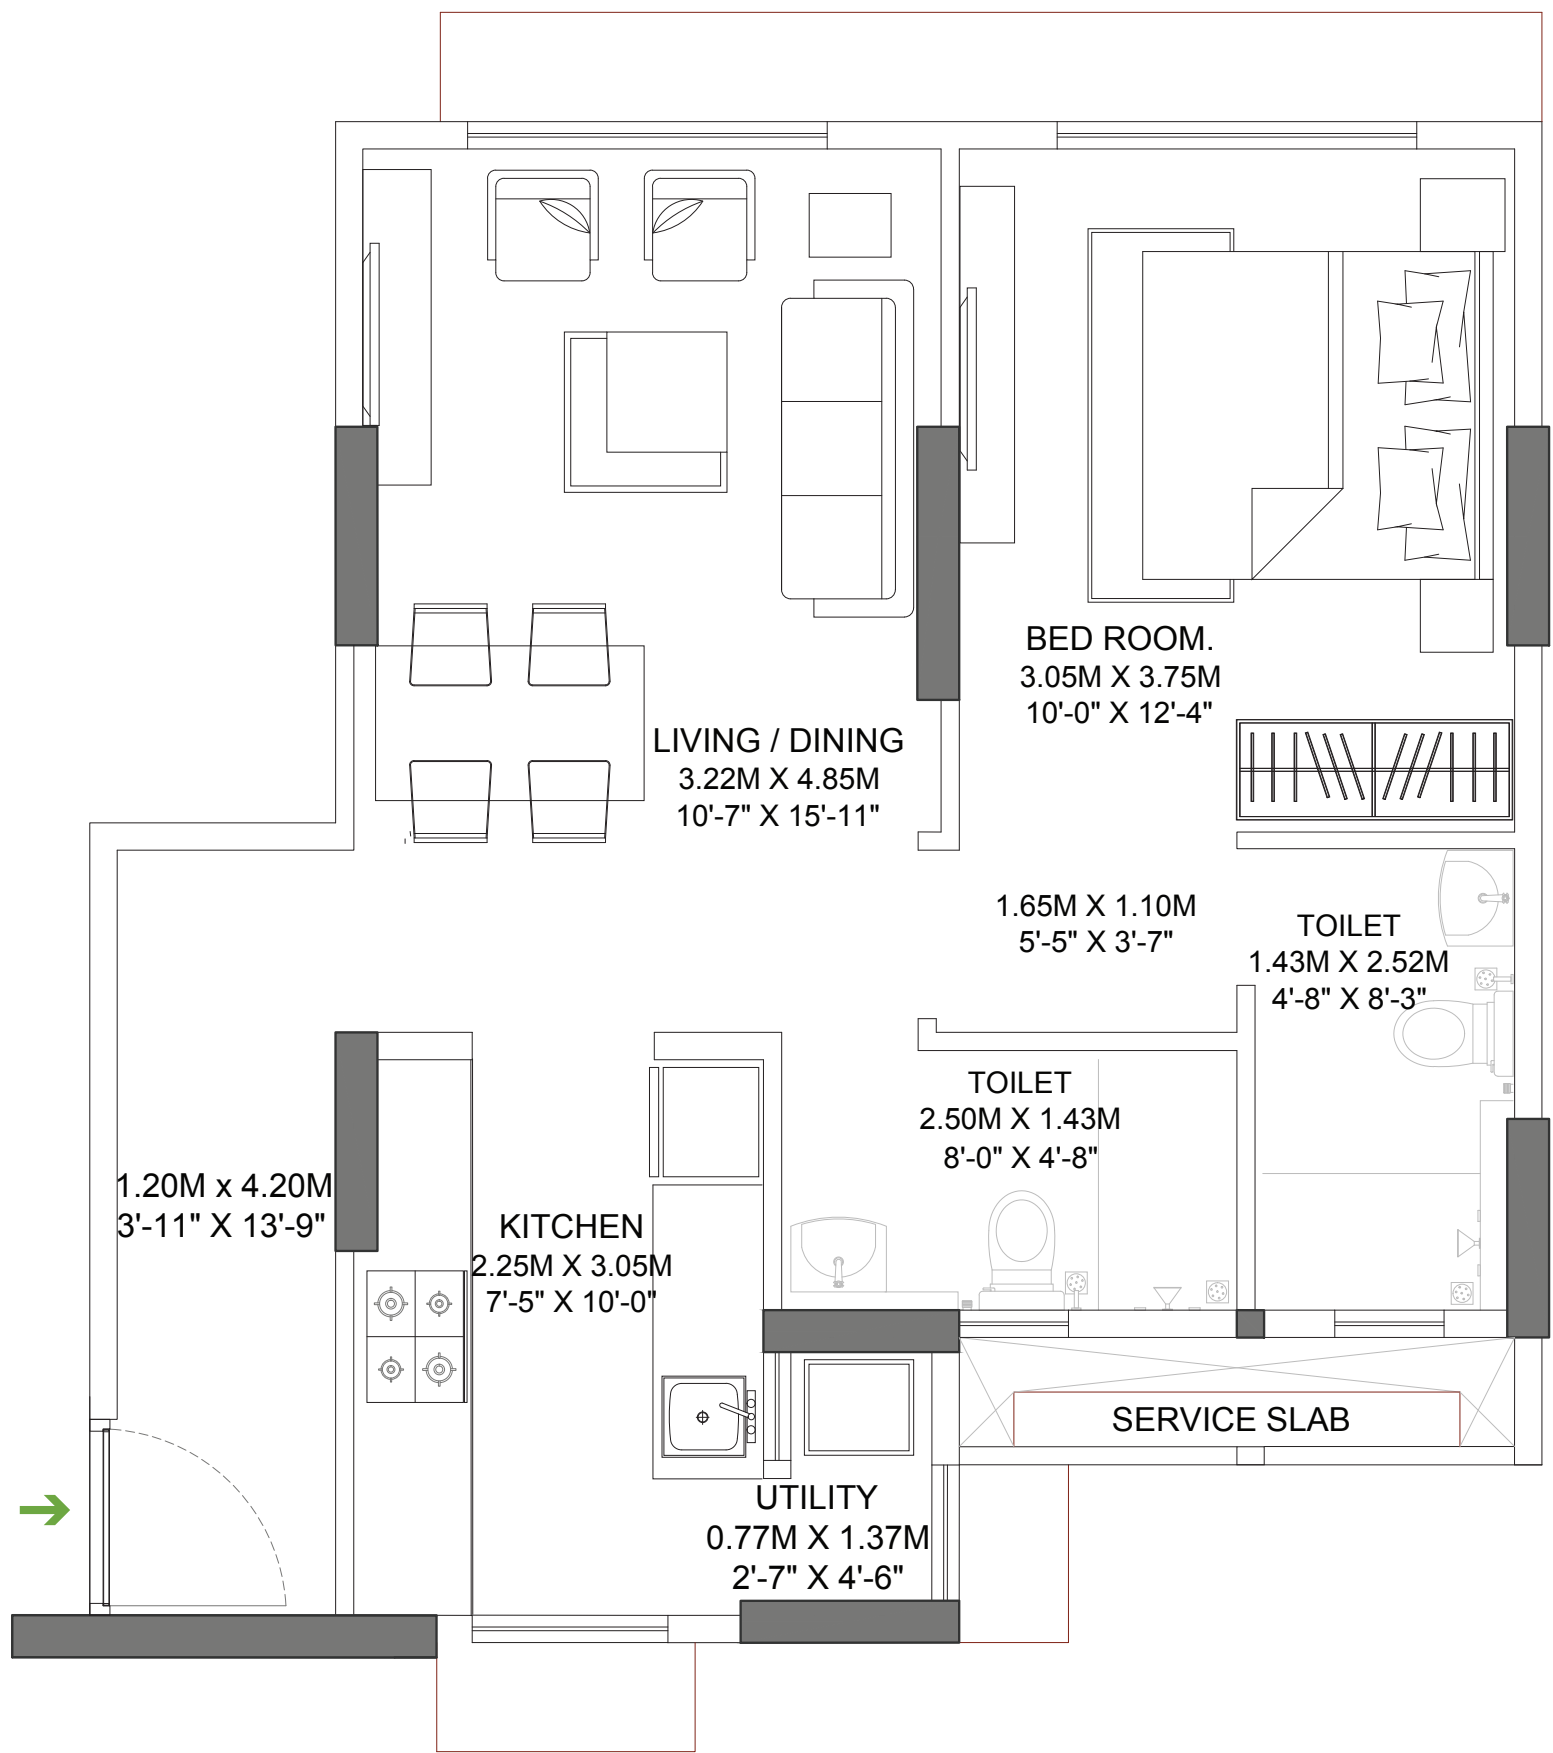 BED ROOM.
3.05M X 3.75M
10'-0" X 12'-4"
LIVING / DINING
3.22M X 4.85M
10'-7" X 15'-11"
1.65M X 1.10M
5'-5" X 3'-7"
TOILET
1.43M X 2.52M
4'-8" X 8'-3"
TOILET
2.50M X 1.43M
8'-0" X 4'-8"
1.20M x 4.20M
3'-11" X 13'-9"
KITCHEN
2.25M X 3.05M
7'-5" X 10'-0"
SERVICE SLAB
UTILITY
0.77M X 1.37M
2'-7" X 4'-6"